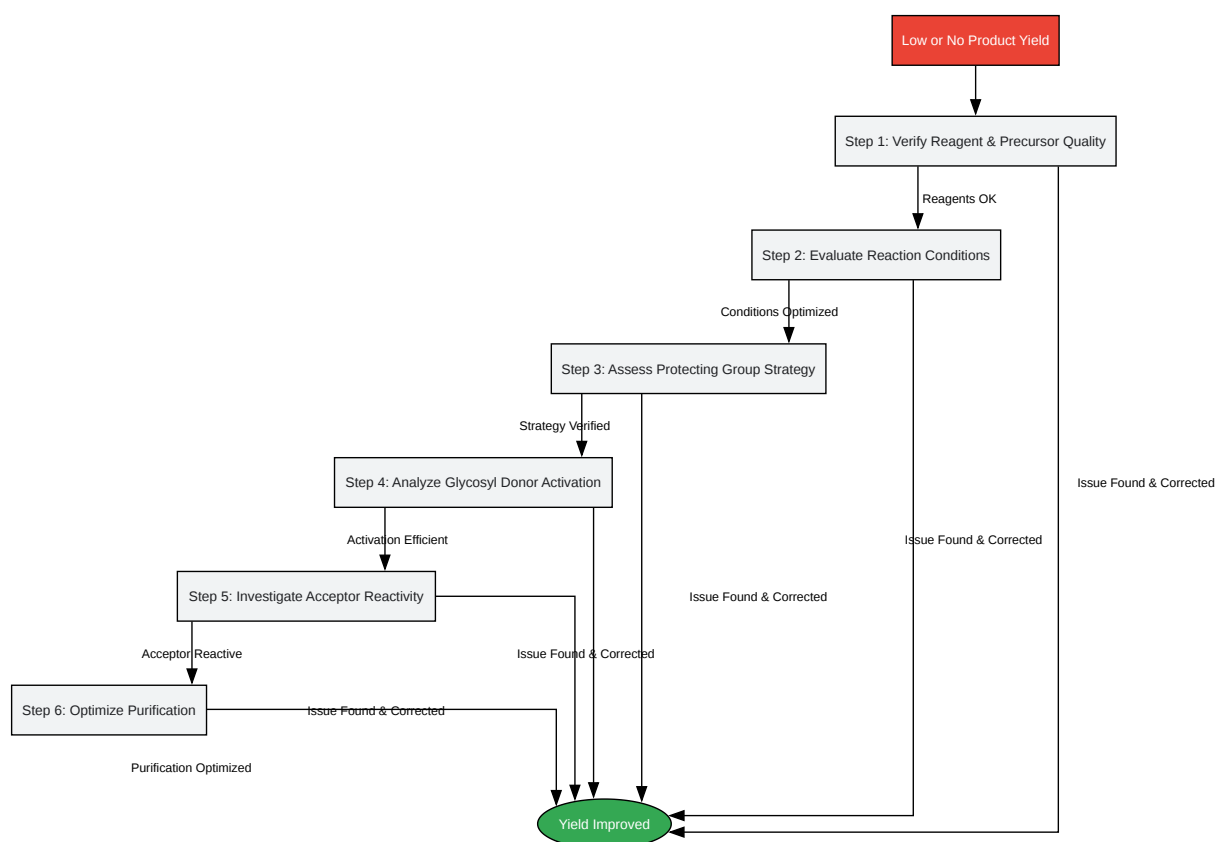 Low or No Product Yield
Step 1: Verify Reagent & Precursor Quality
Reagents OK
Step 2: Evaluate Reaction Conditions
Conditions Optimized
Step 3: Assess Protecting Group Strategy
Strategy Verified
Step 4: Analyze Glycosyl Donor Activation
Issue Found & Corrected
Activation Efficient
Issue Found & Corrected
Step 5: Investigate Acceptor Reactivity
Issue Found & Corrected
Acceptor Reactive
Issue Found & Corrected
Step 6: Optimize Purification
Issue Found & Corrected
Purification Optimized
Yield Improved